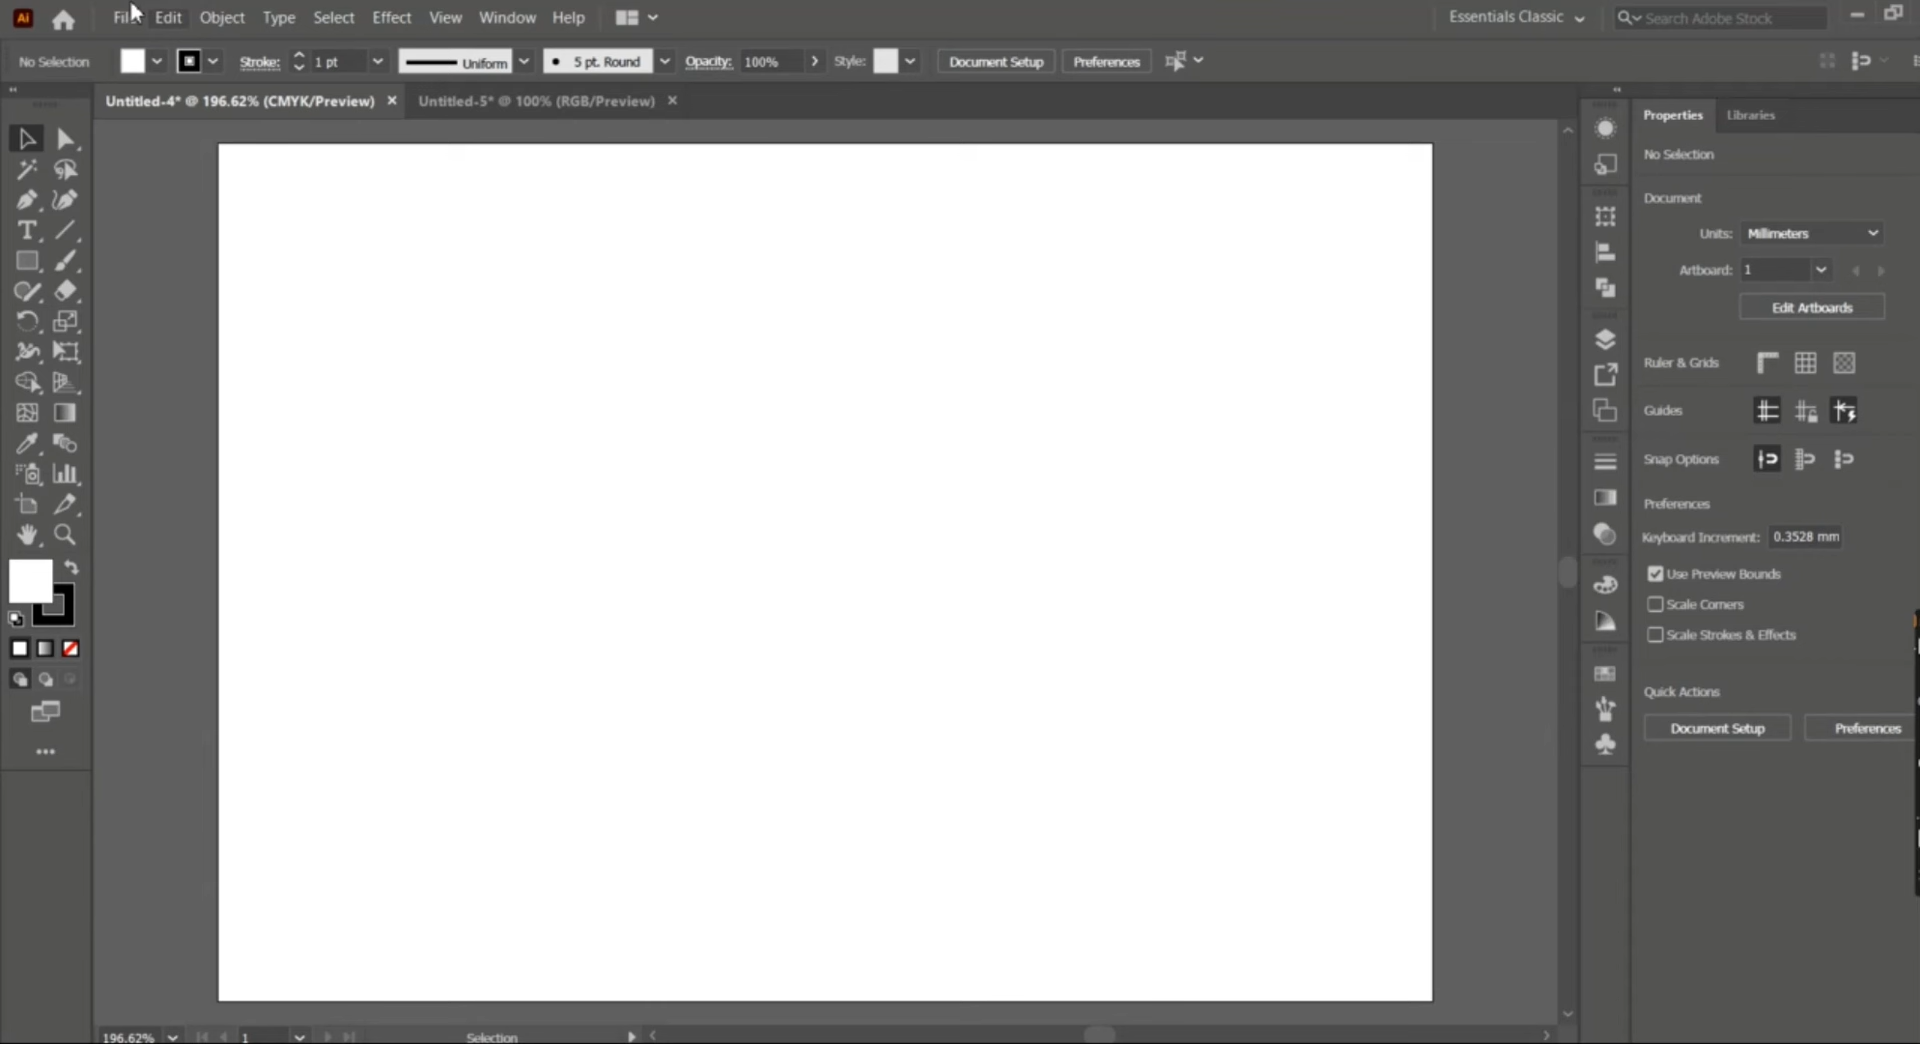 Ai
File Edit Object Type Select Effect View Window Help
Essentials Classic
Search Adobe Stock
No Selection
Stroke: 1 pt
Uniform
5 pt. Round
Opacity: 100%
Style:
Document Setup
Preferences
Untitled-4* @ 196.62% (CMYK/Preview)
Untitled-5* @ 100% (RGB/Preview)
Properties Libraries
No Selection
Document
Units: Millimeters
Artboard: 1
Edit Artboards
Ruler & Grids
Guides
Snap Options
Preferences
Keyboard Increment: 0.3528 mm
Use Preview Bounds
Scale Corners
Scale Strokes & Effects
Quick Actions
Document Setup Preferences
196.62% 1 Selection